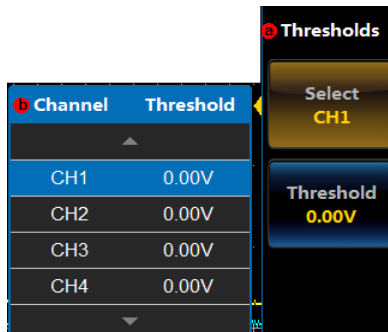 a Thresholds
Select
CH1
Threshold
0.00V
b Channel Threshold
CH1 0.00V
CH2 0.00V
CH3 0.00V
CH4 0.00V